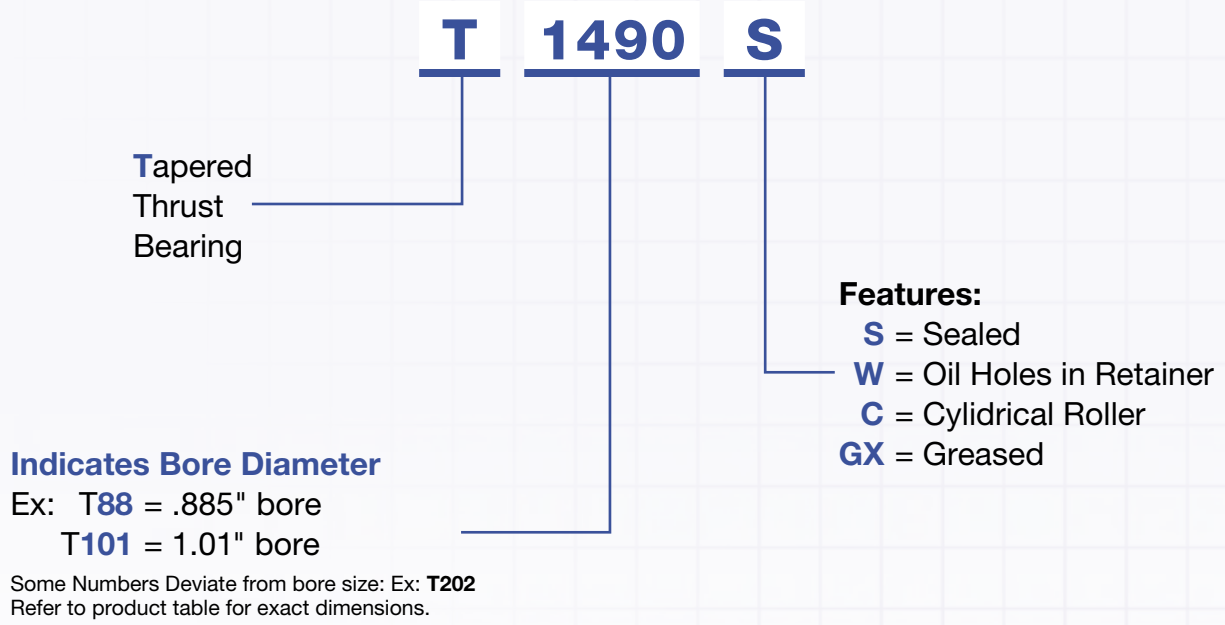 T 1490 S
Tapered
Thrust
Bearing
Features:
S = Sealed
W = Oil Holes in Retainer
C = Cylidrical Roller
GX = Greased
Indicates Bore Diameter
Ex: T88 = .885" bore
T101 = 1.01" bore
Some Numbers Deviate from bore size: Ex: T202
Refer to product table for exact dimensions.